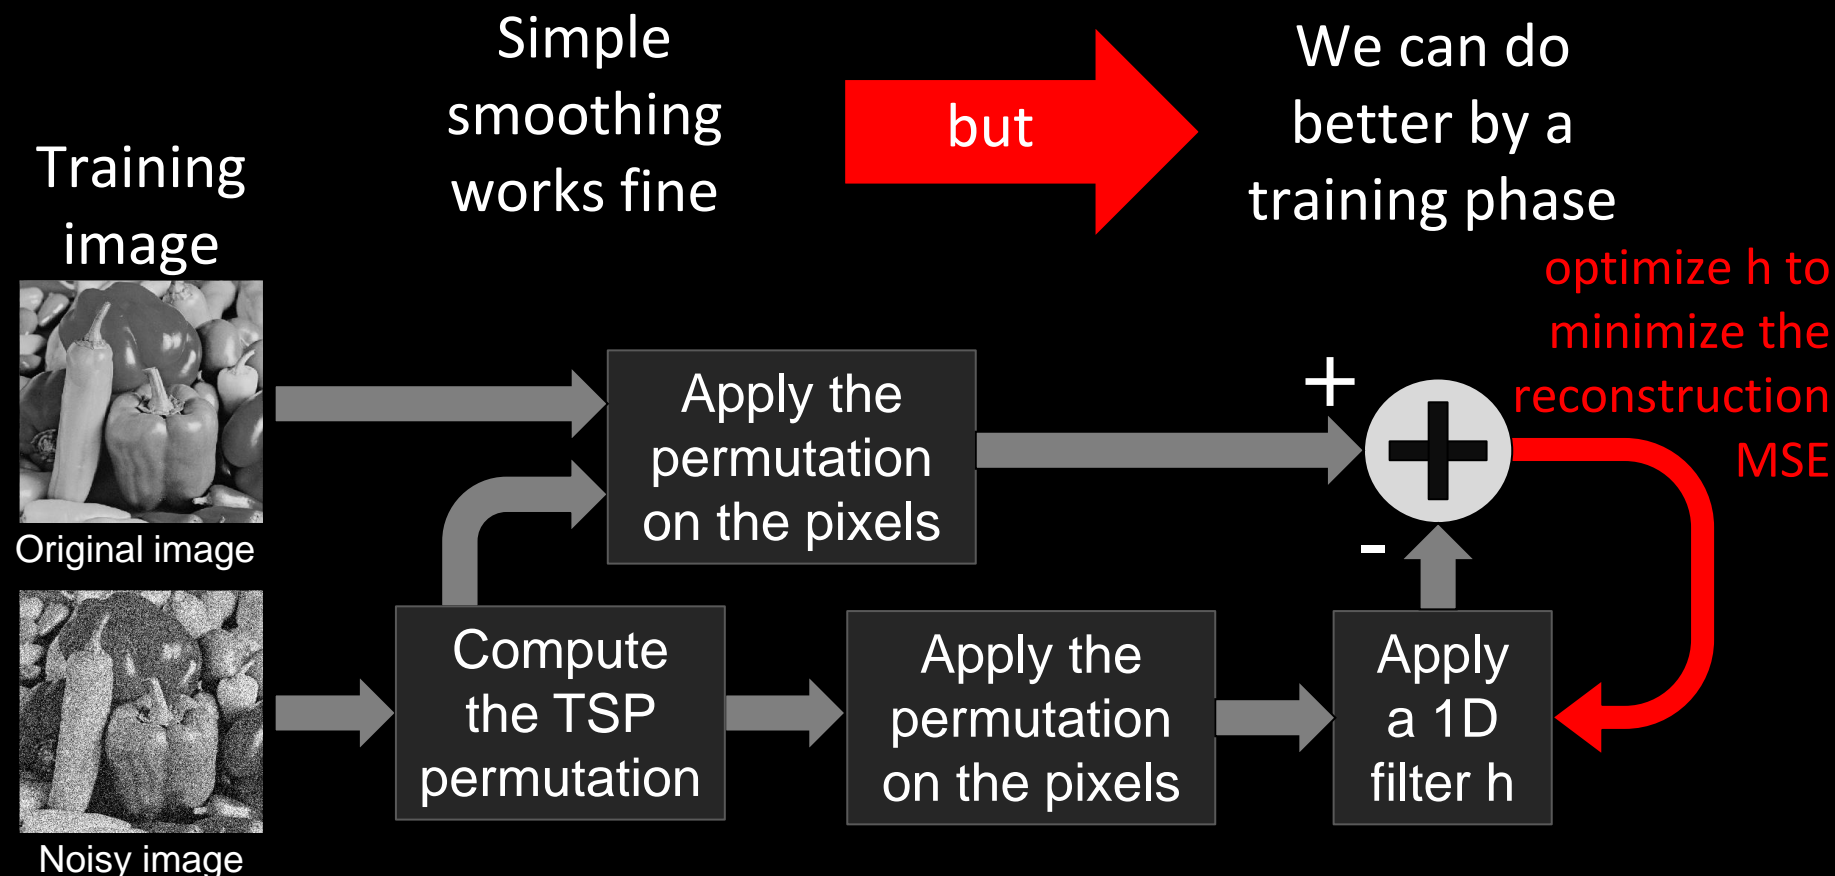 Simple
smoothing
works fine
but
We can do
better by a
training phase
Training
image
optimize h to
minimize the
reconstruction
MSE
Original image
Apply the
permutation
on the pixels
+
-
Compute
the TSP
permutation
Apply the
permutation
on the pixels
Apply
a 1D
filter h
Noisy image